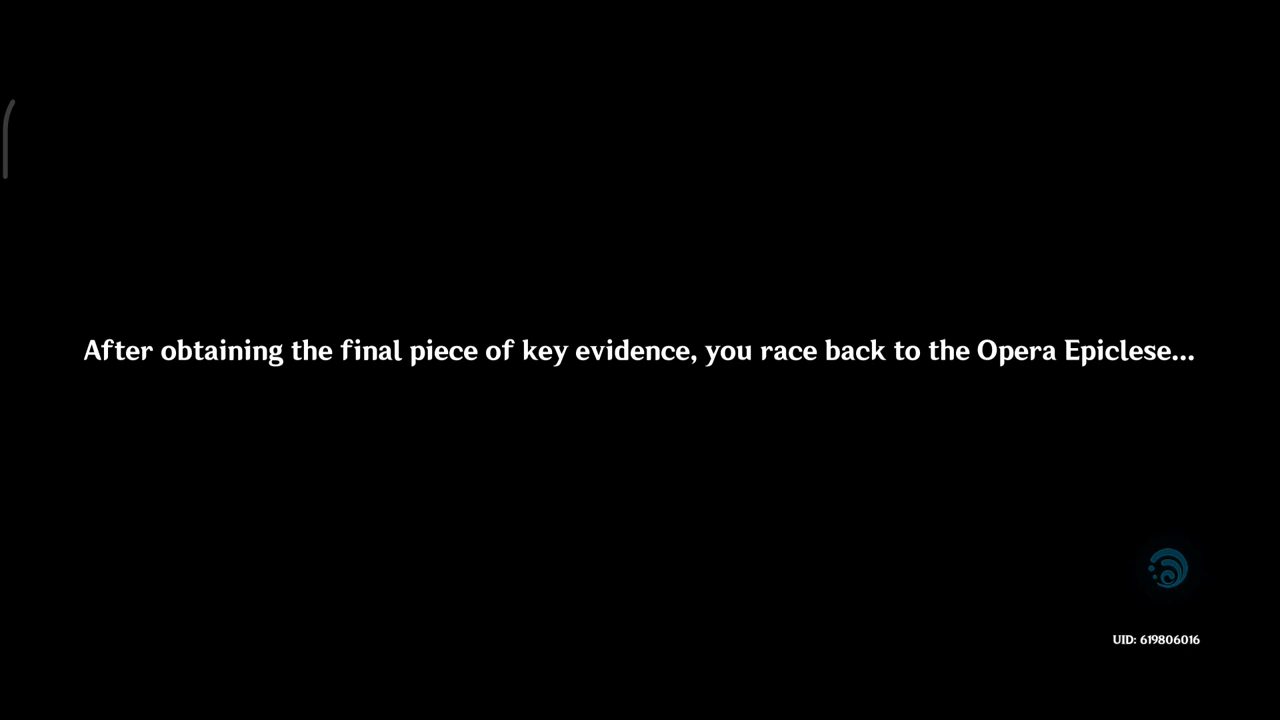 After obtaining the final piece of key evidence, you race back to the Opera Epiclese...
UID: 619806016